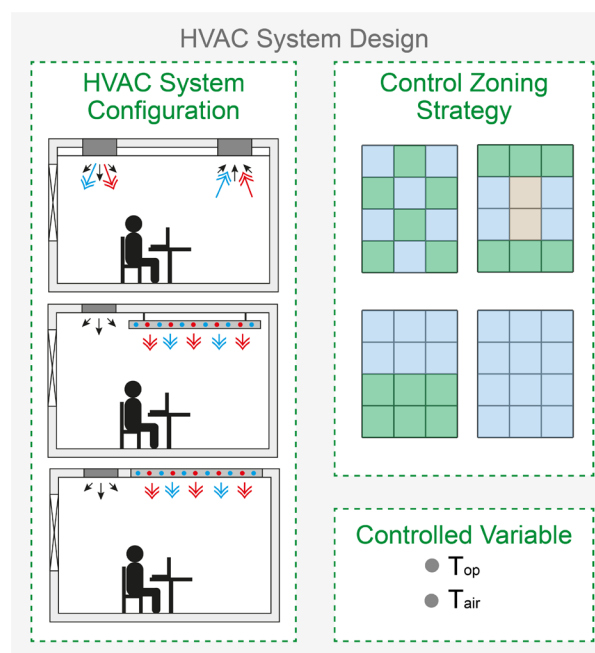 HVAC System Design
HVAC System
Configuration
Control Zoning
Strategy
Controlled Variable
Top
Tair